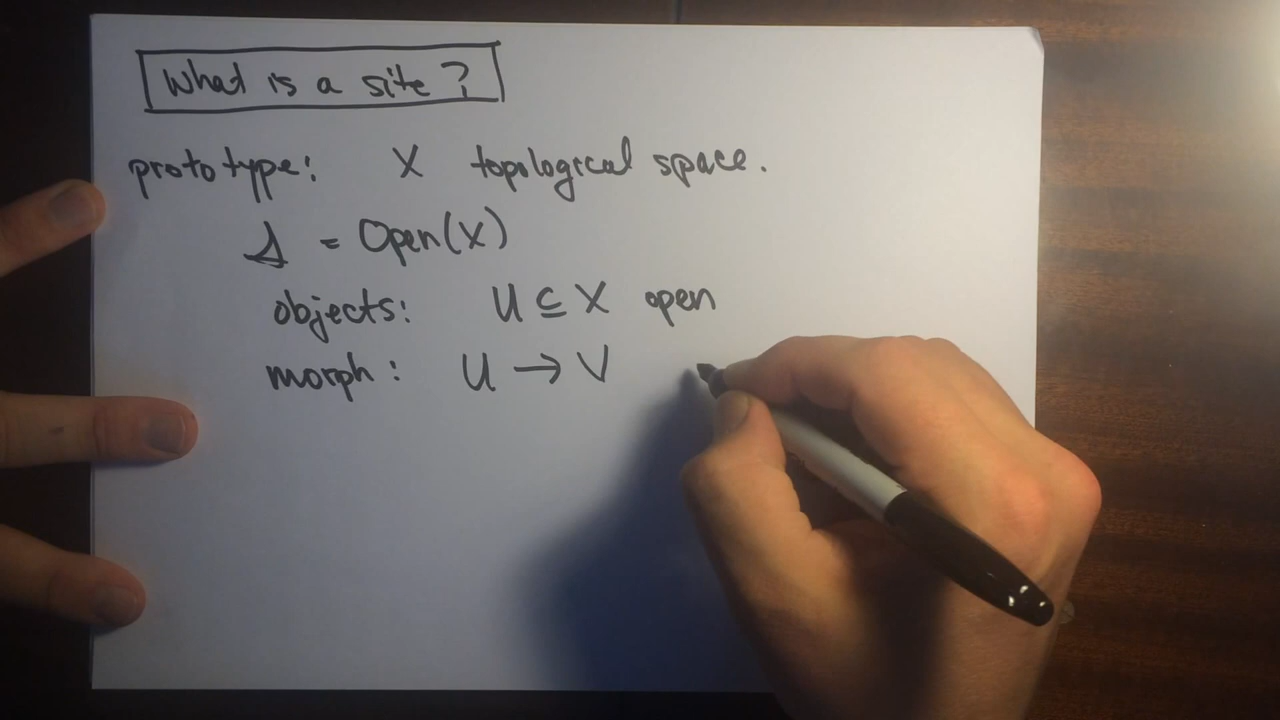 What is a site?
prototype: X topological space.
𝒮 = Open(X)
objects: U ⊆ X open
morph: U → V